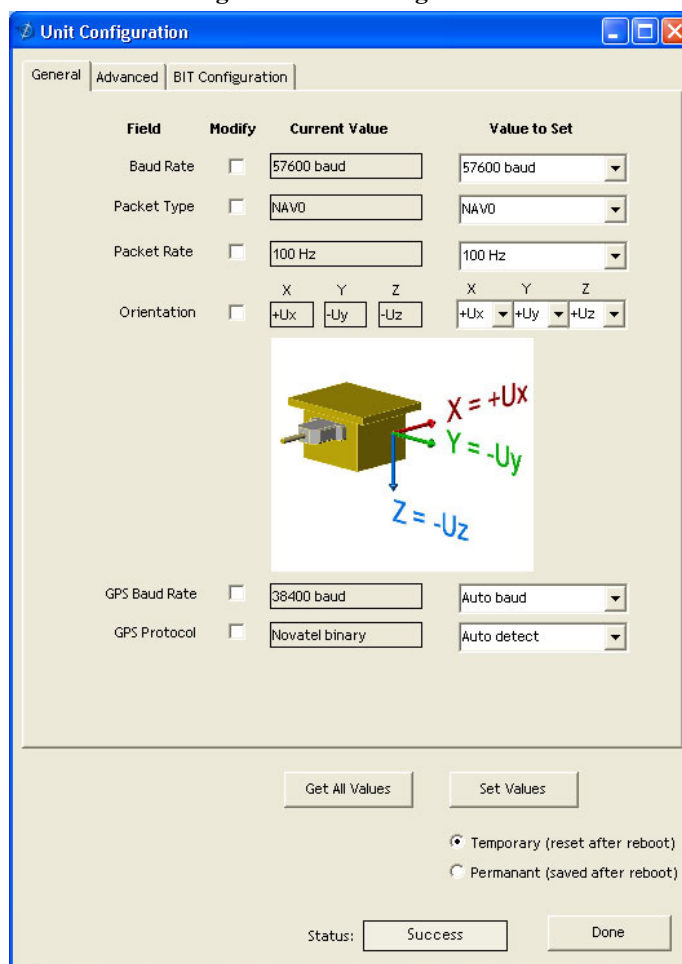 Unit Configuration
General Advanced BIT Configuration
Field Modify Current Value Value to Set
Baud Rate 57600 baud 57600 baud
Packet Type NAV0 NAV0
Packet Rate 100 Hz 100 Hz
X Y Z X Y Z
Orientation +Ux -Uy -Uz +Ux +Uy +Uz
X = +Ux
Y = -Uy
Z = -Uz
GPS Baud Rate 38400 baud Auto baud
GPS Protocol Novatel binary Auto detect
Get All Values Set Values
Temporary (reset after reboot)
Permanant (saved after reboot)
Status: Success Done